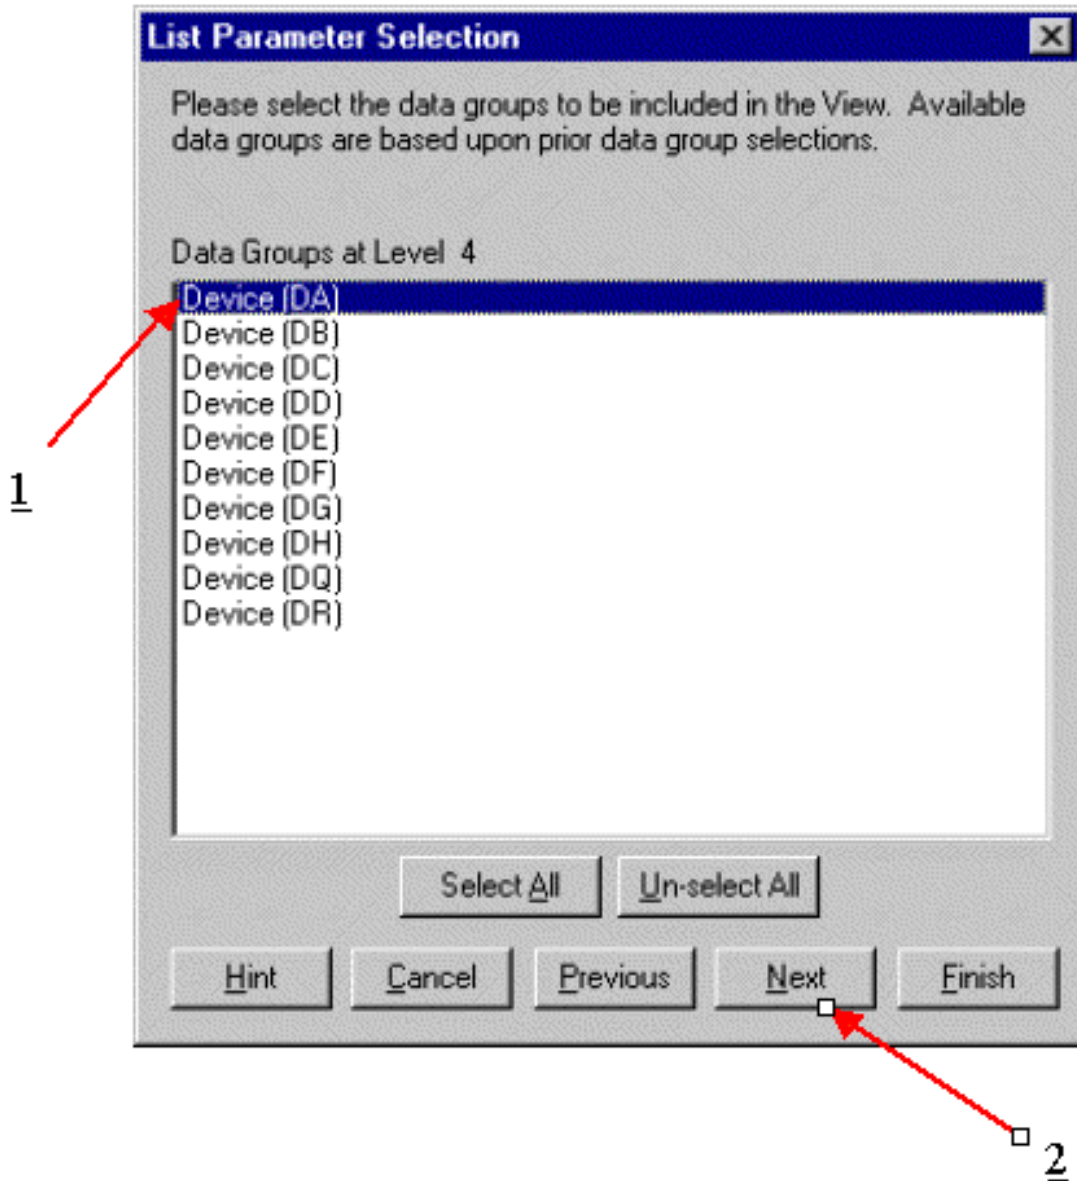 List Parameter Selection
Please select the data groups to be included in the View. Available
data groups are based upon prior data group selections.
Data Groups at Level 4
Device (DA)
Device (DB)
Device (DC)
Device (DD)
Device (DE)
Device (DF)
Device (DG)
Device (DH)
Device (DQ)
Device (DR)
1
Select All Un-select All
Hint Cancel Previous Next Finish
2